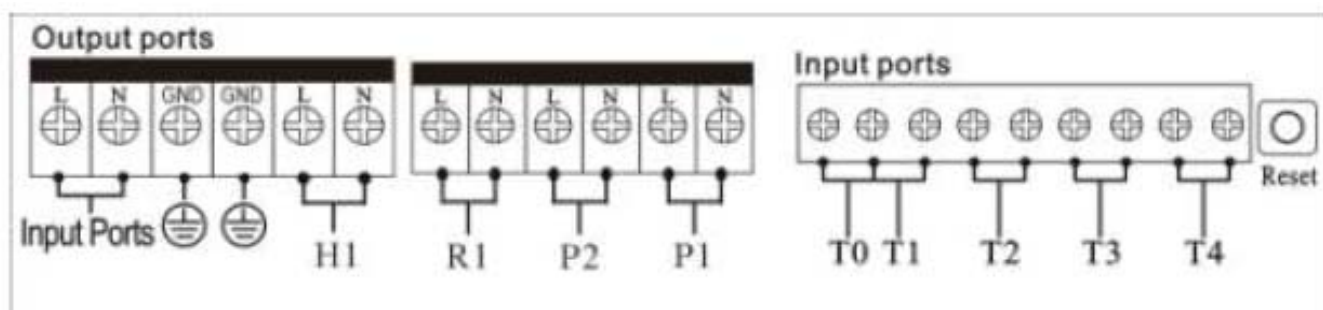 Output ports
L N GND GND L N
L N L N L N
Input Ports
H1
R1 P2 P1
Input ports
Reset
T0 T1 T2 T3 T4